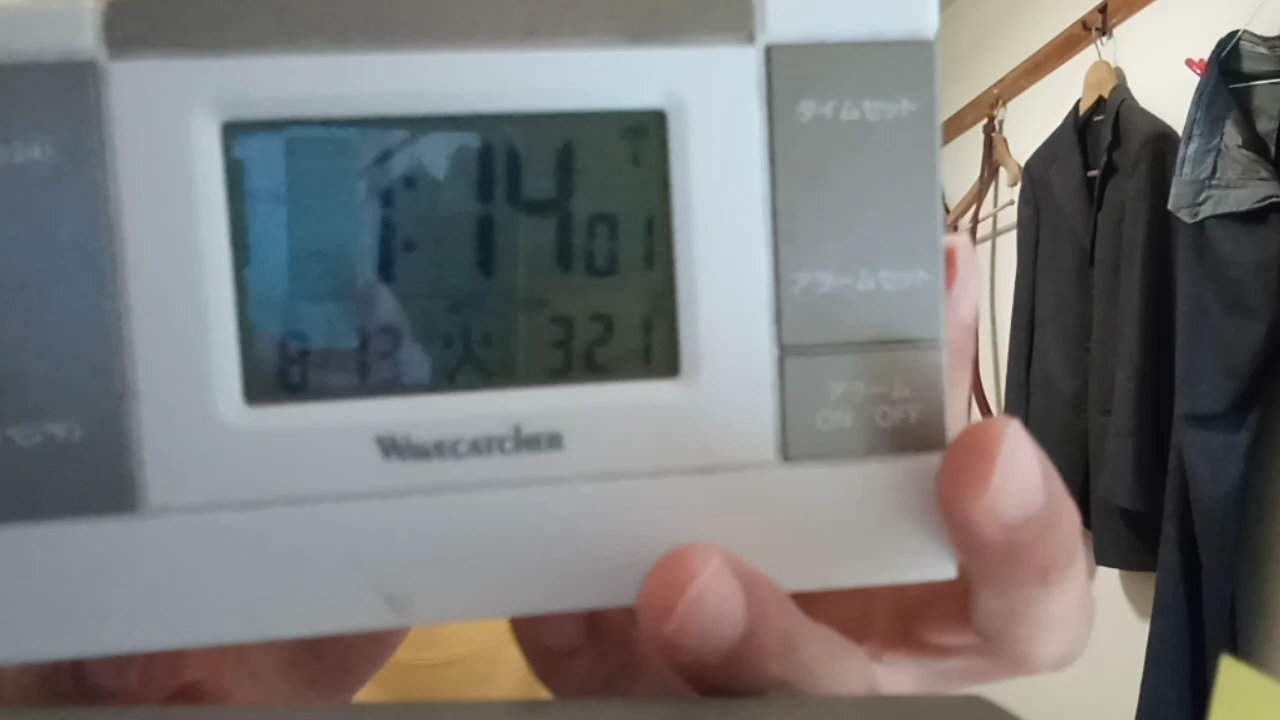 タイムセット
1:14 01
アラームセット
8 13 火 32.1
アラーム
ON OFF
WAVECATCHER